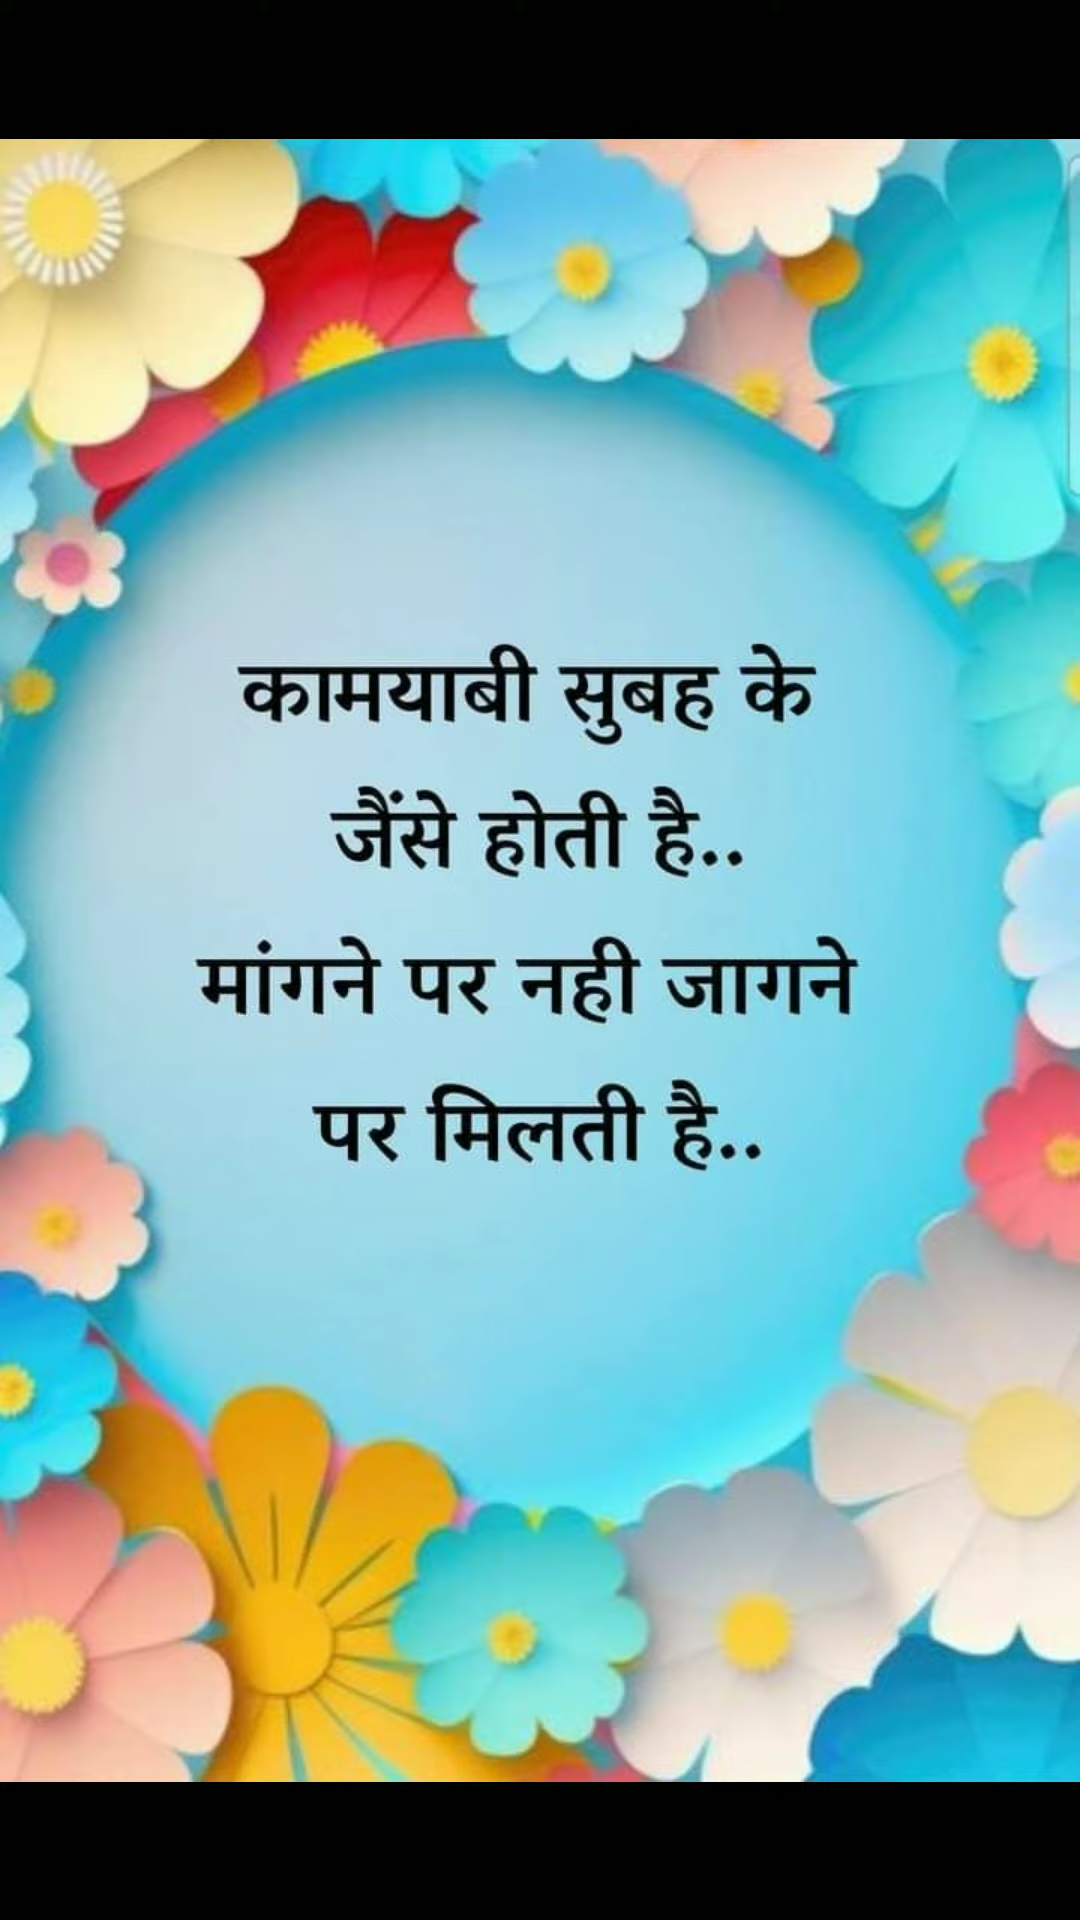 कामयाबी सुबह के
जैंसे होती है..
मांगने पर नही जागने
पर मिलती है..